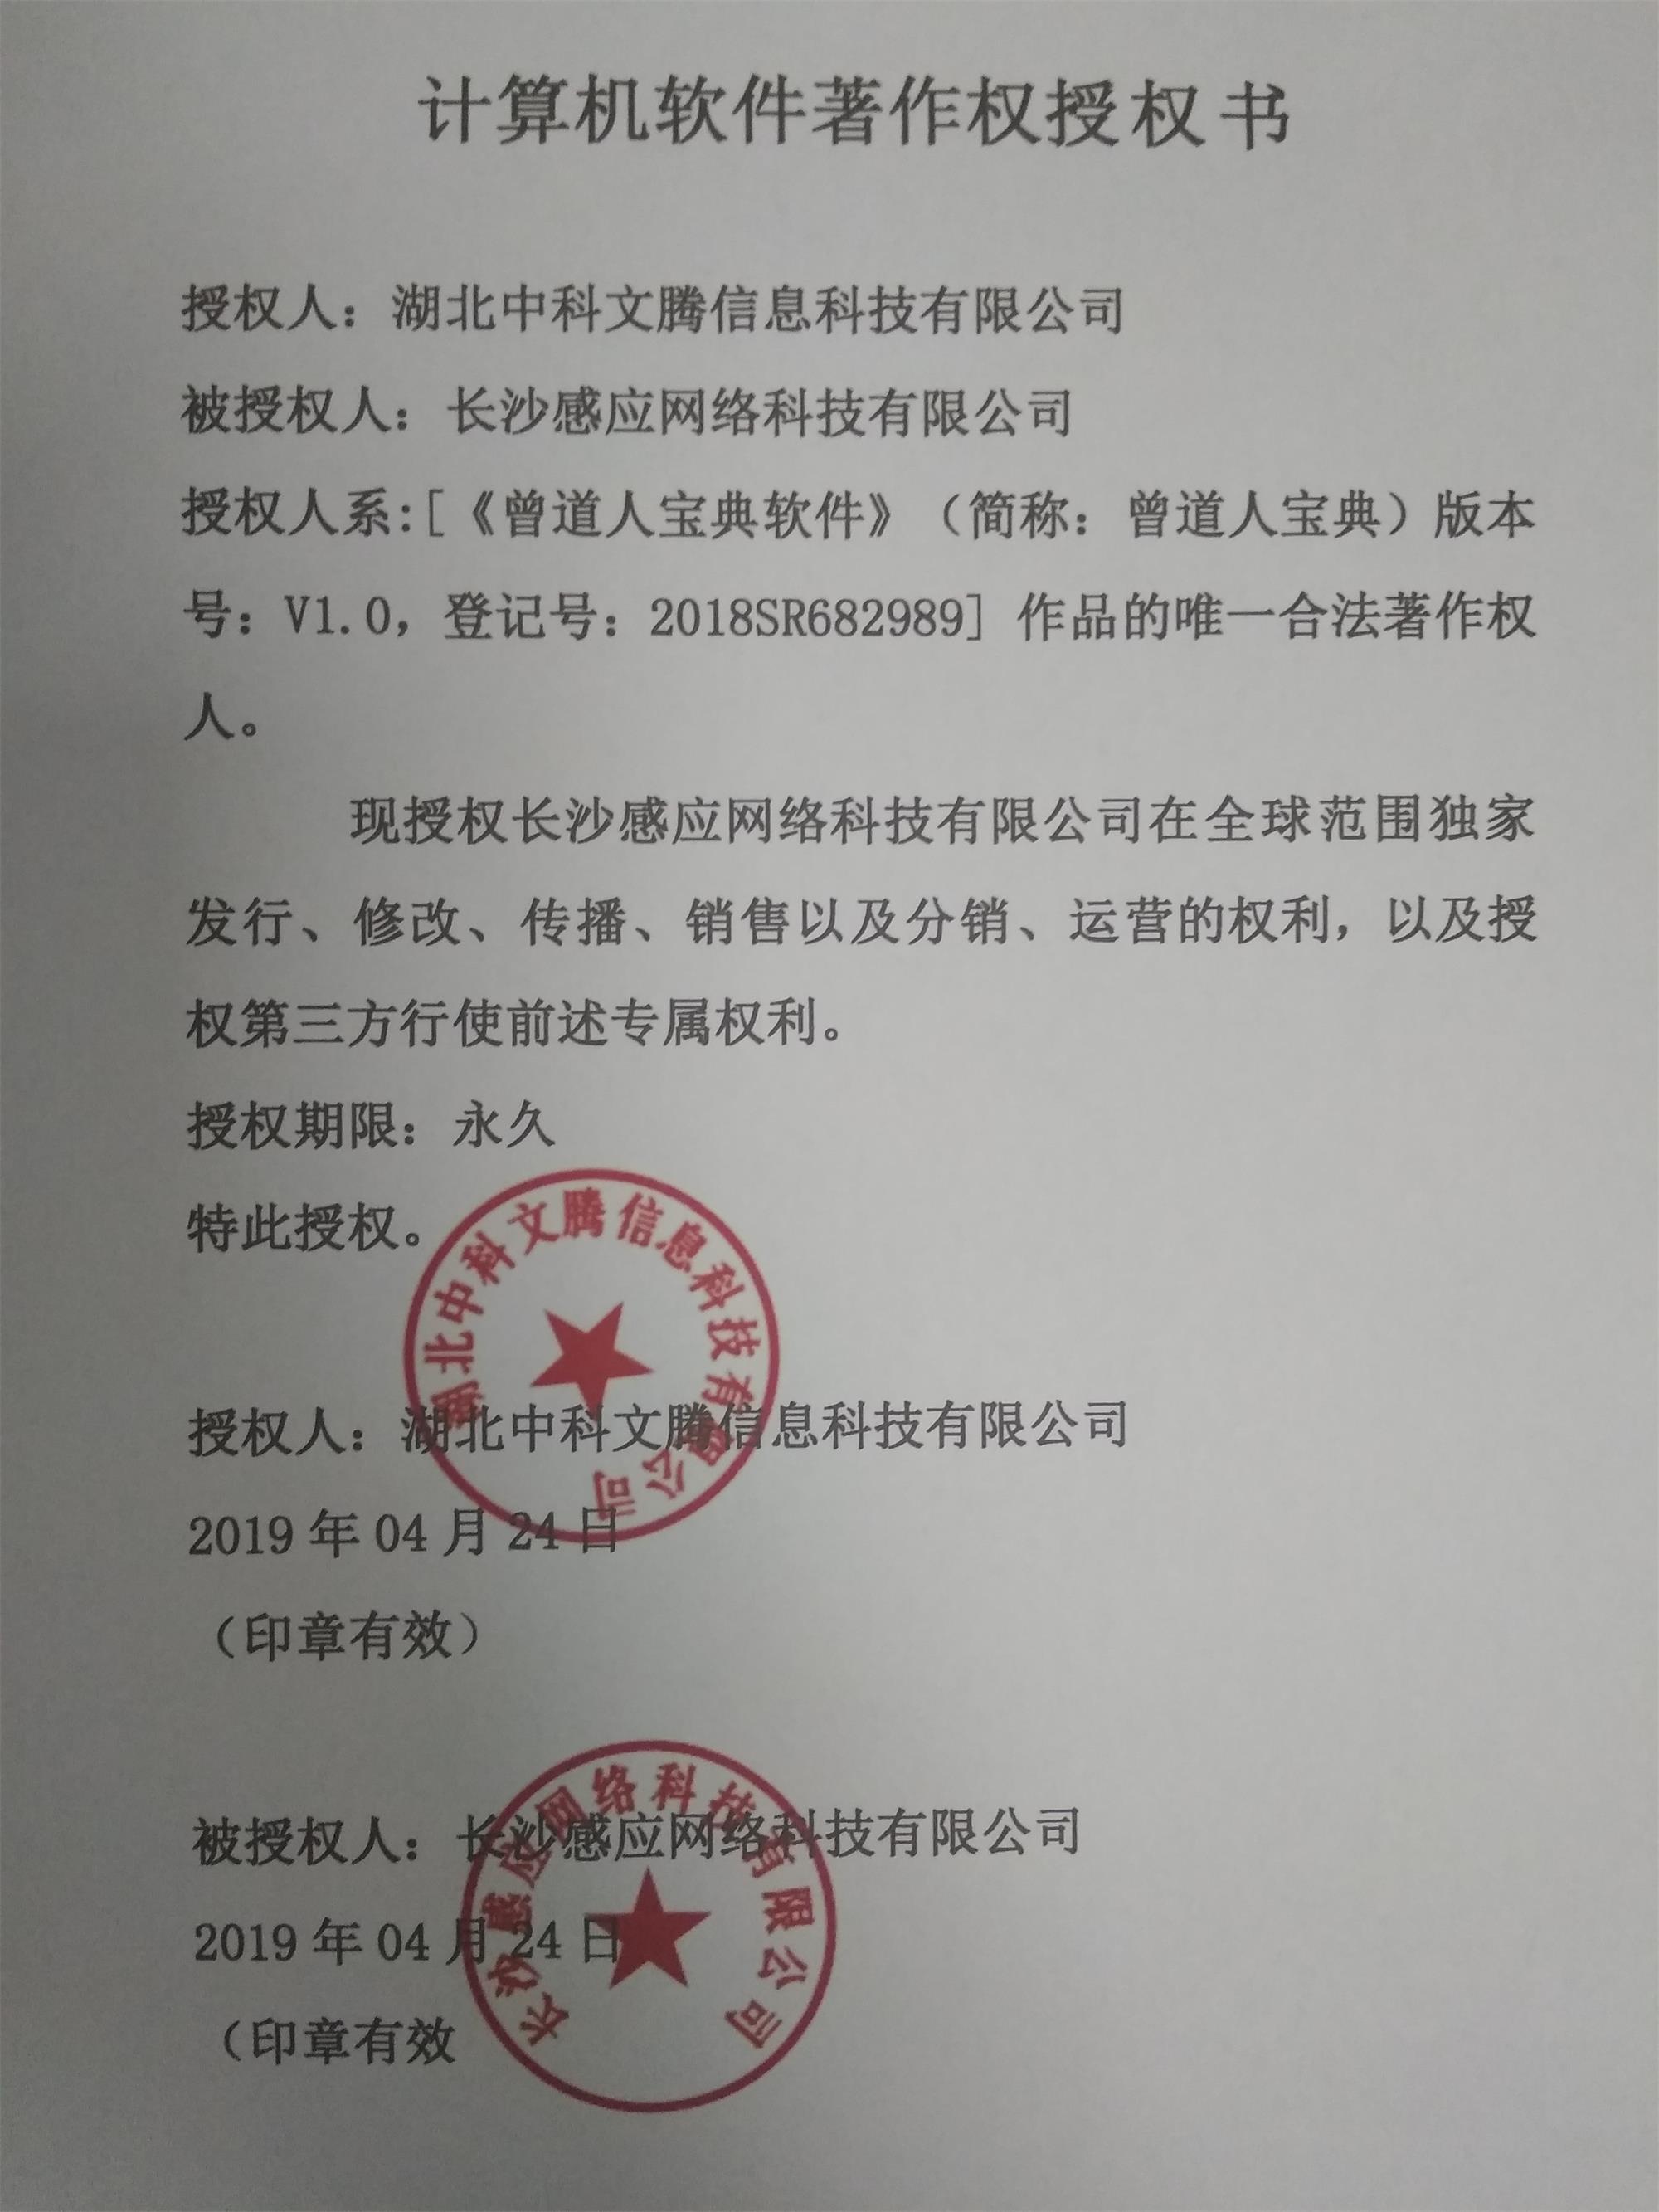 计算机软件著作权授权书
授权人：湖北中科文腾信息科技有限公司
被授权人：长沙感应网络科技有限公司
授权人系:[《曾道人宝典软件》（简称：曾道人宝典）版本
号：V1.0，登记号：2018SR682989] 作品的唯一合法著作权
人。
现授权长沙感应网络科技有限公司在全球范围独家
发行、修改、传播、销售以及分销、运营的权利，以及授
权第三方行使前述专属权利。
授权期限：永久
特此授权。
湖北中科文腾信息科技有限公司
授权人：湖北中科文腾信息科技有限公司
2019 年 04 月 24 日
（印章有效）
长沙感应网络科技有限公司
被授权人：长沙感应网络科技有限公司
2019 年 04 月 24 日
（印章有效